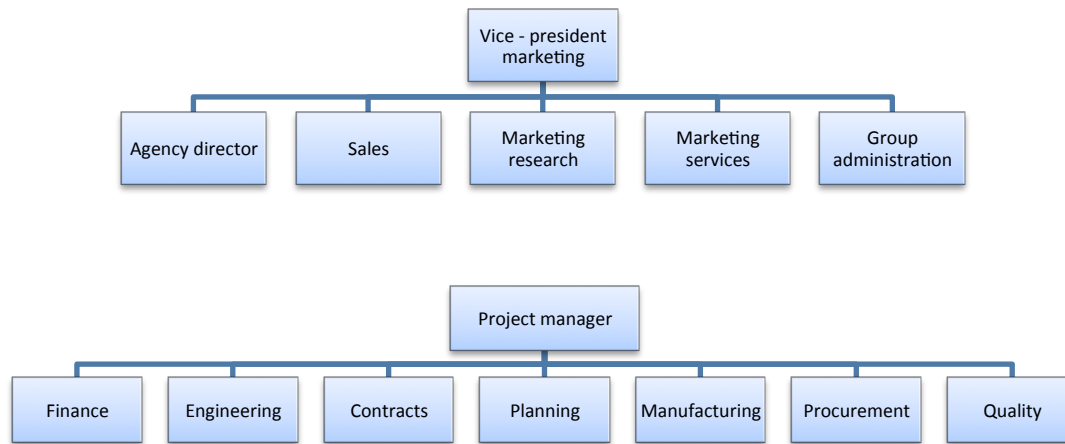 Vice - president
marketing
Agency director
Sales
Marketing
research
Marketing
services
Group
administration
Project manager
Finance
Engineering
Contracts
Planning
Manufacturing
Procurement
Quality